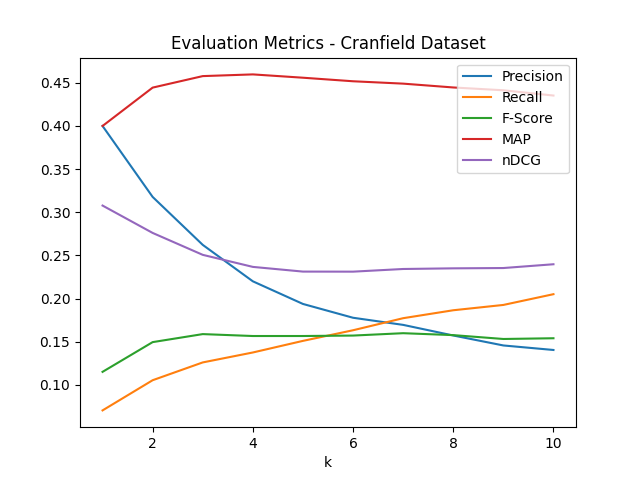 Evaluation Metrics - Cranfield Dataset
0.45
0.40
0.35
0.30
0.25
0.20
0.15
0.10
Precision
Recall
F-Score
MAP
nDCG
2 4 6 8 10
k